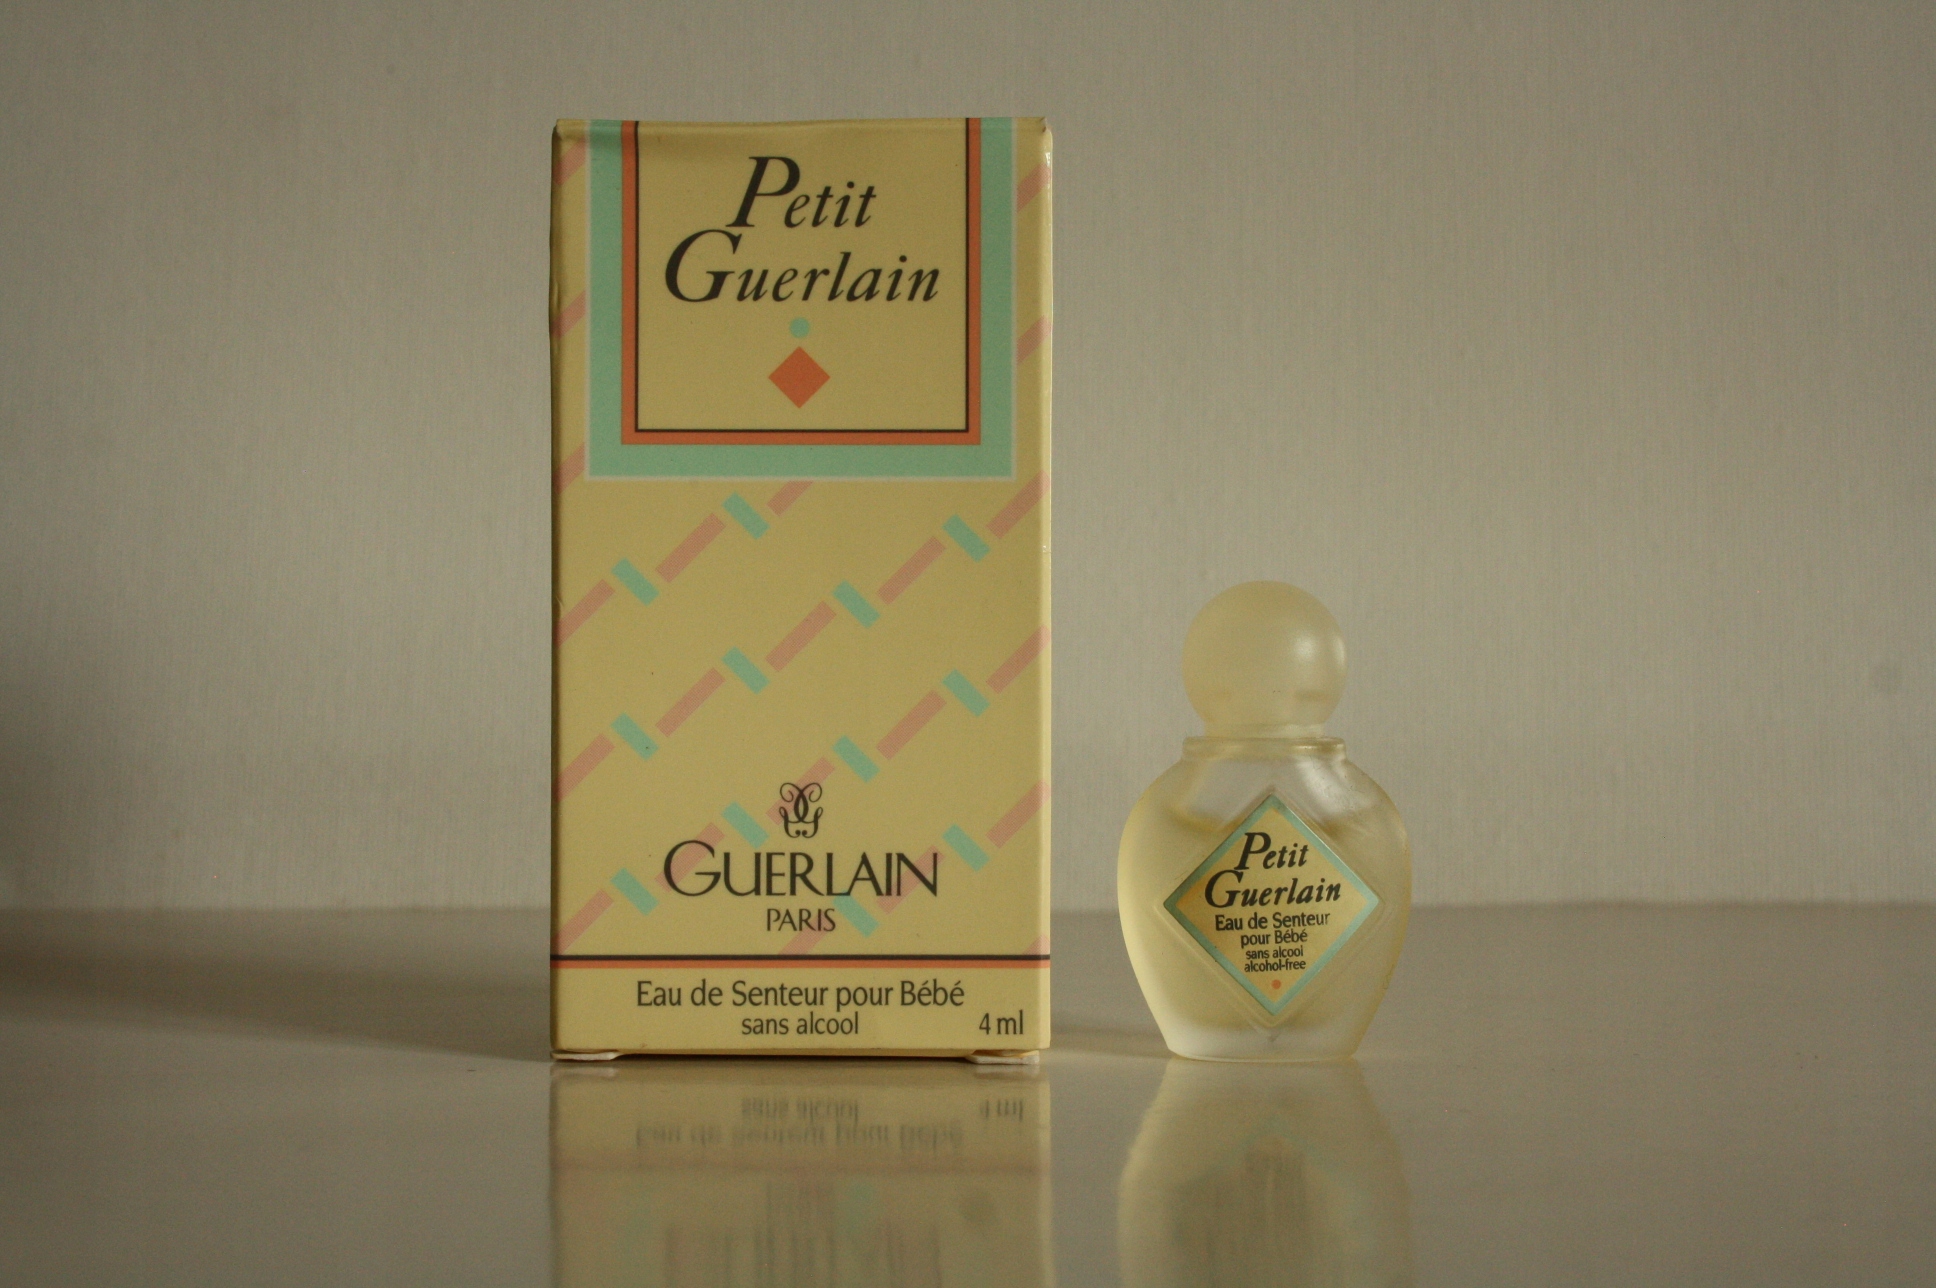 Petit
Guerlain
GUERLAIN
PARIS
Eau de Senteur pour Bébé
sans alcool
4 ml
Petit
Guerlain
Eau de Senteur
pour Bébé
sans alcool
alcohol-free